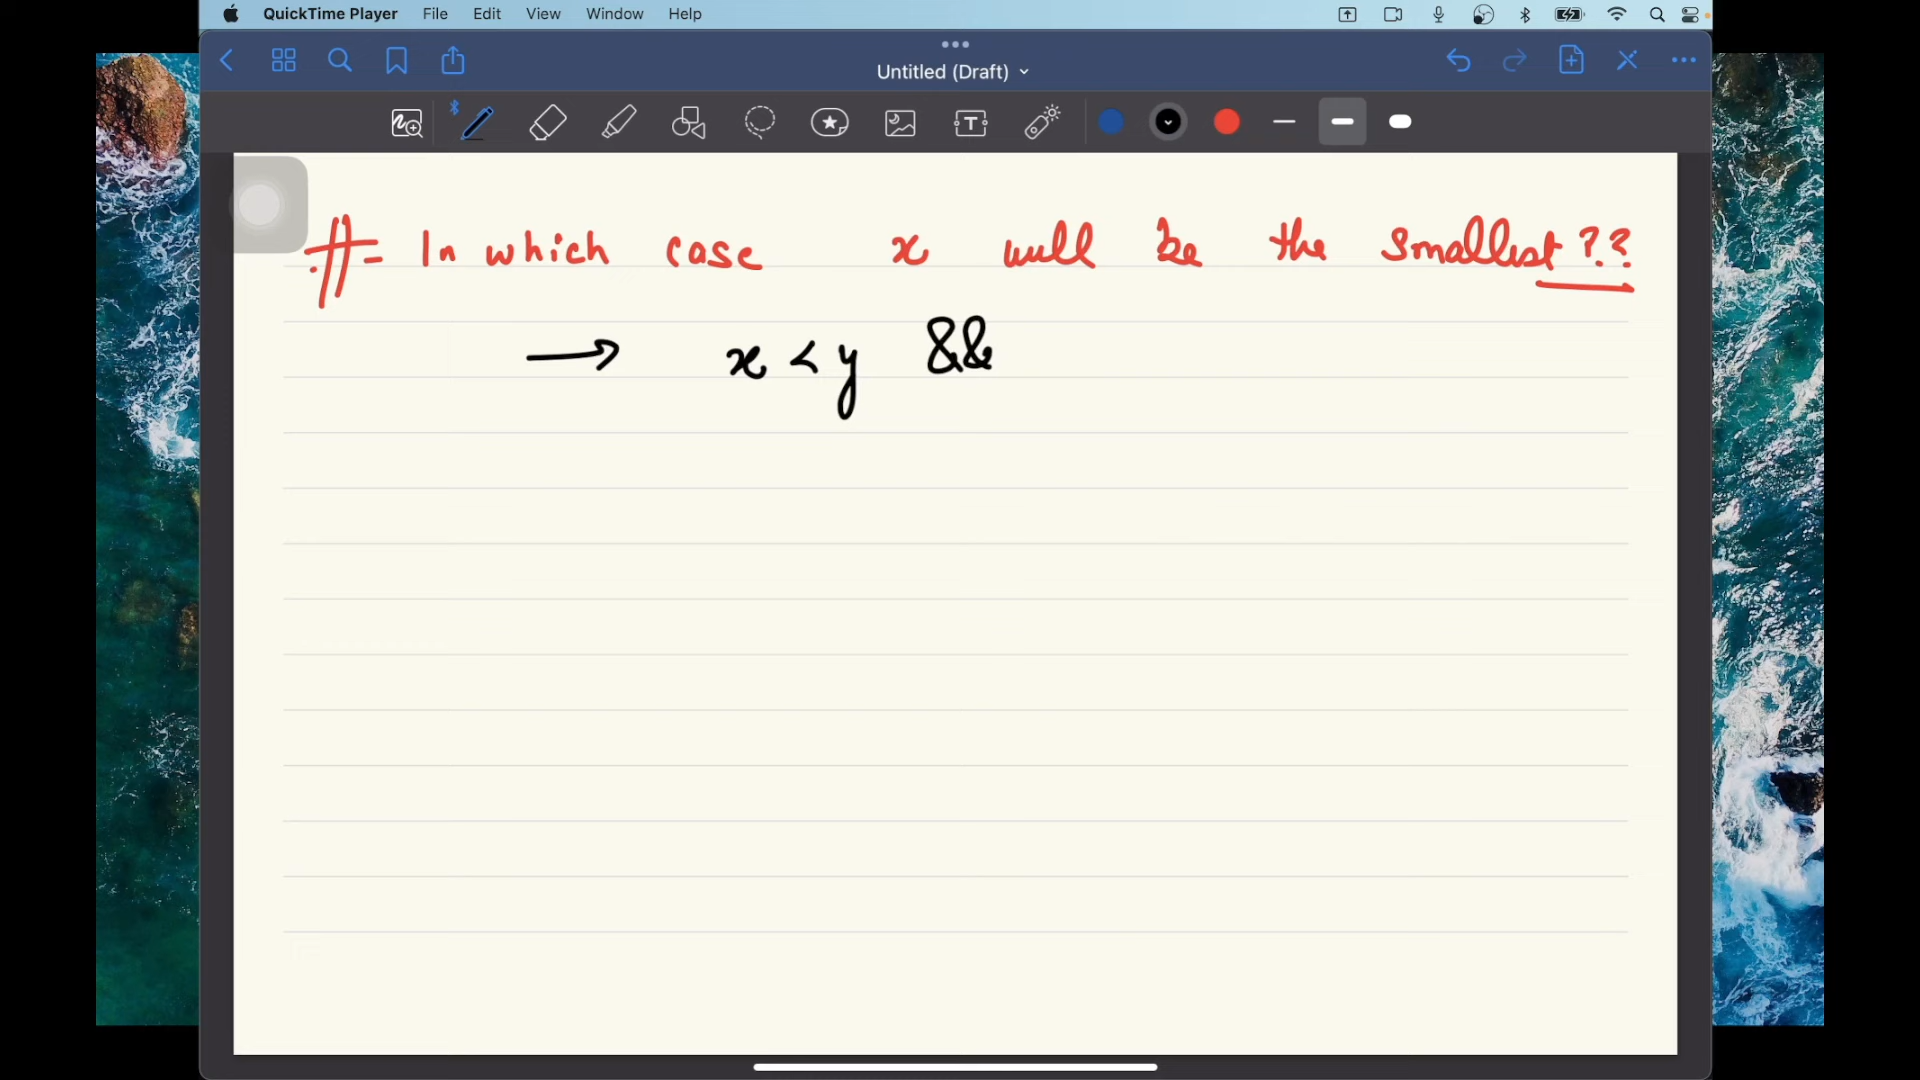 QuickTime Player File Edit View Window Help
Untitled (Draft)
# In which case x will be the smallest??
→ x < y &&